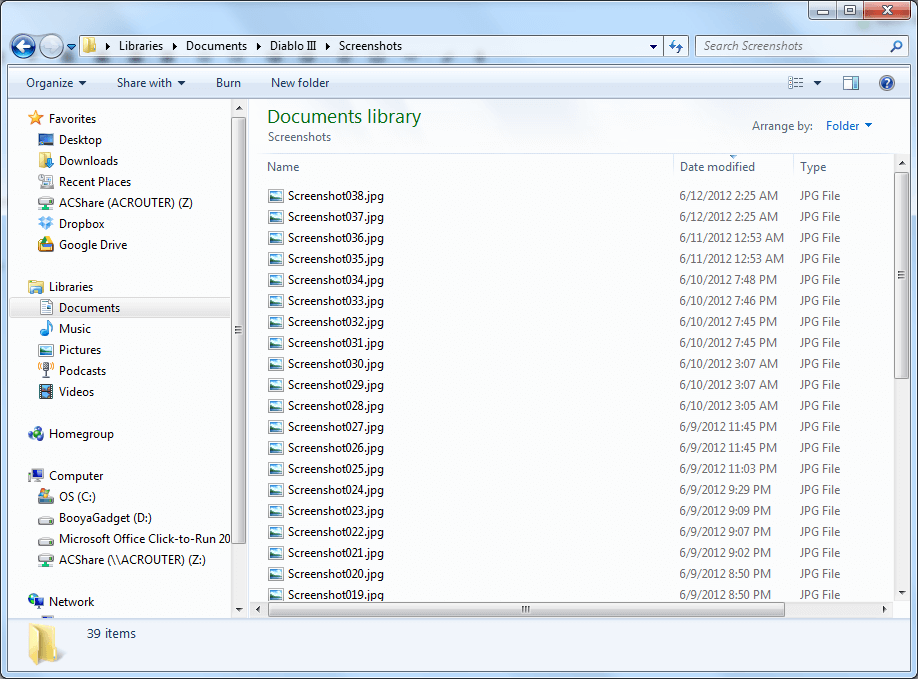 Libraries Documents Diablo III Screenshots
Search Screenshots
Organize Share with Burn New folder
Favorites
Desktop
Downloads
Recent Places
ACShare (ACROUTER) (Z)
Dropbox
Google Drive
Libraries
Documents
Music
Pictures
Podcasts
Videos
Homegroup
Computer
OS (C:)
BooyaGadget (D:)
Microsoft Office Click-to-Run 20
ACShare (\\ACROUTER) (Z:)
Network
Documents library
Screenshots
Arrange by: Folder
Name Date modified Type
Screenshot038.jpg 6/12/2012 2:25 AM JPG File
Screenshot037.jpg 6/12/2012 2:25 AM JPG File
Screenshot036.jpg 6/11/2012 12:53 AM JPG File
Screenshot035.jpg 6/11/2012 12:53 AM JPG File
Screenshot034.jpg 6/10/2012 7:48 PM JPG File
Screenshot033.jpg 6/10/2012 7:46 PM JPG File
Screenshot032.jpg 6/10/2012 7:45 PM JPG File
Screenshot031.jpg 6/10/2012 7:45 PM JPG File
Screenshot030.jpg 6/10/2012 3:07 AM JPG File
Screenshot029.jpg 6/10/2012 3:07 AM JPG File
Screenshot028.jpg 6/10/2012 3:05 AM JPG File
Screenshot027.jpg 6/9/2012 11:45 PM JPG File
Screenshot026.jpg 6/9/2012 11:45 PM JPG File
Screenshot025.jpg 6/9/2012 11:03 PM JPG File
Screenshot024.jpg 6/9/2012 9:29 PM JPG File
Screenshot023.jpg 6/9/2012 9:09 PM JPG File
Screenshot022.jpg 6/9/2012 9:07 PM JPG File
Screenshot021.jpg 6/9/2012 9:02 PM JPG File
Screenshot020.jpg 6/9/2012 8:50 PM JPG File
Screenshot019.jpg 6/9/2012 8:50 PM JPG File
39 items